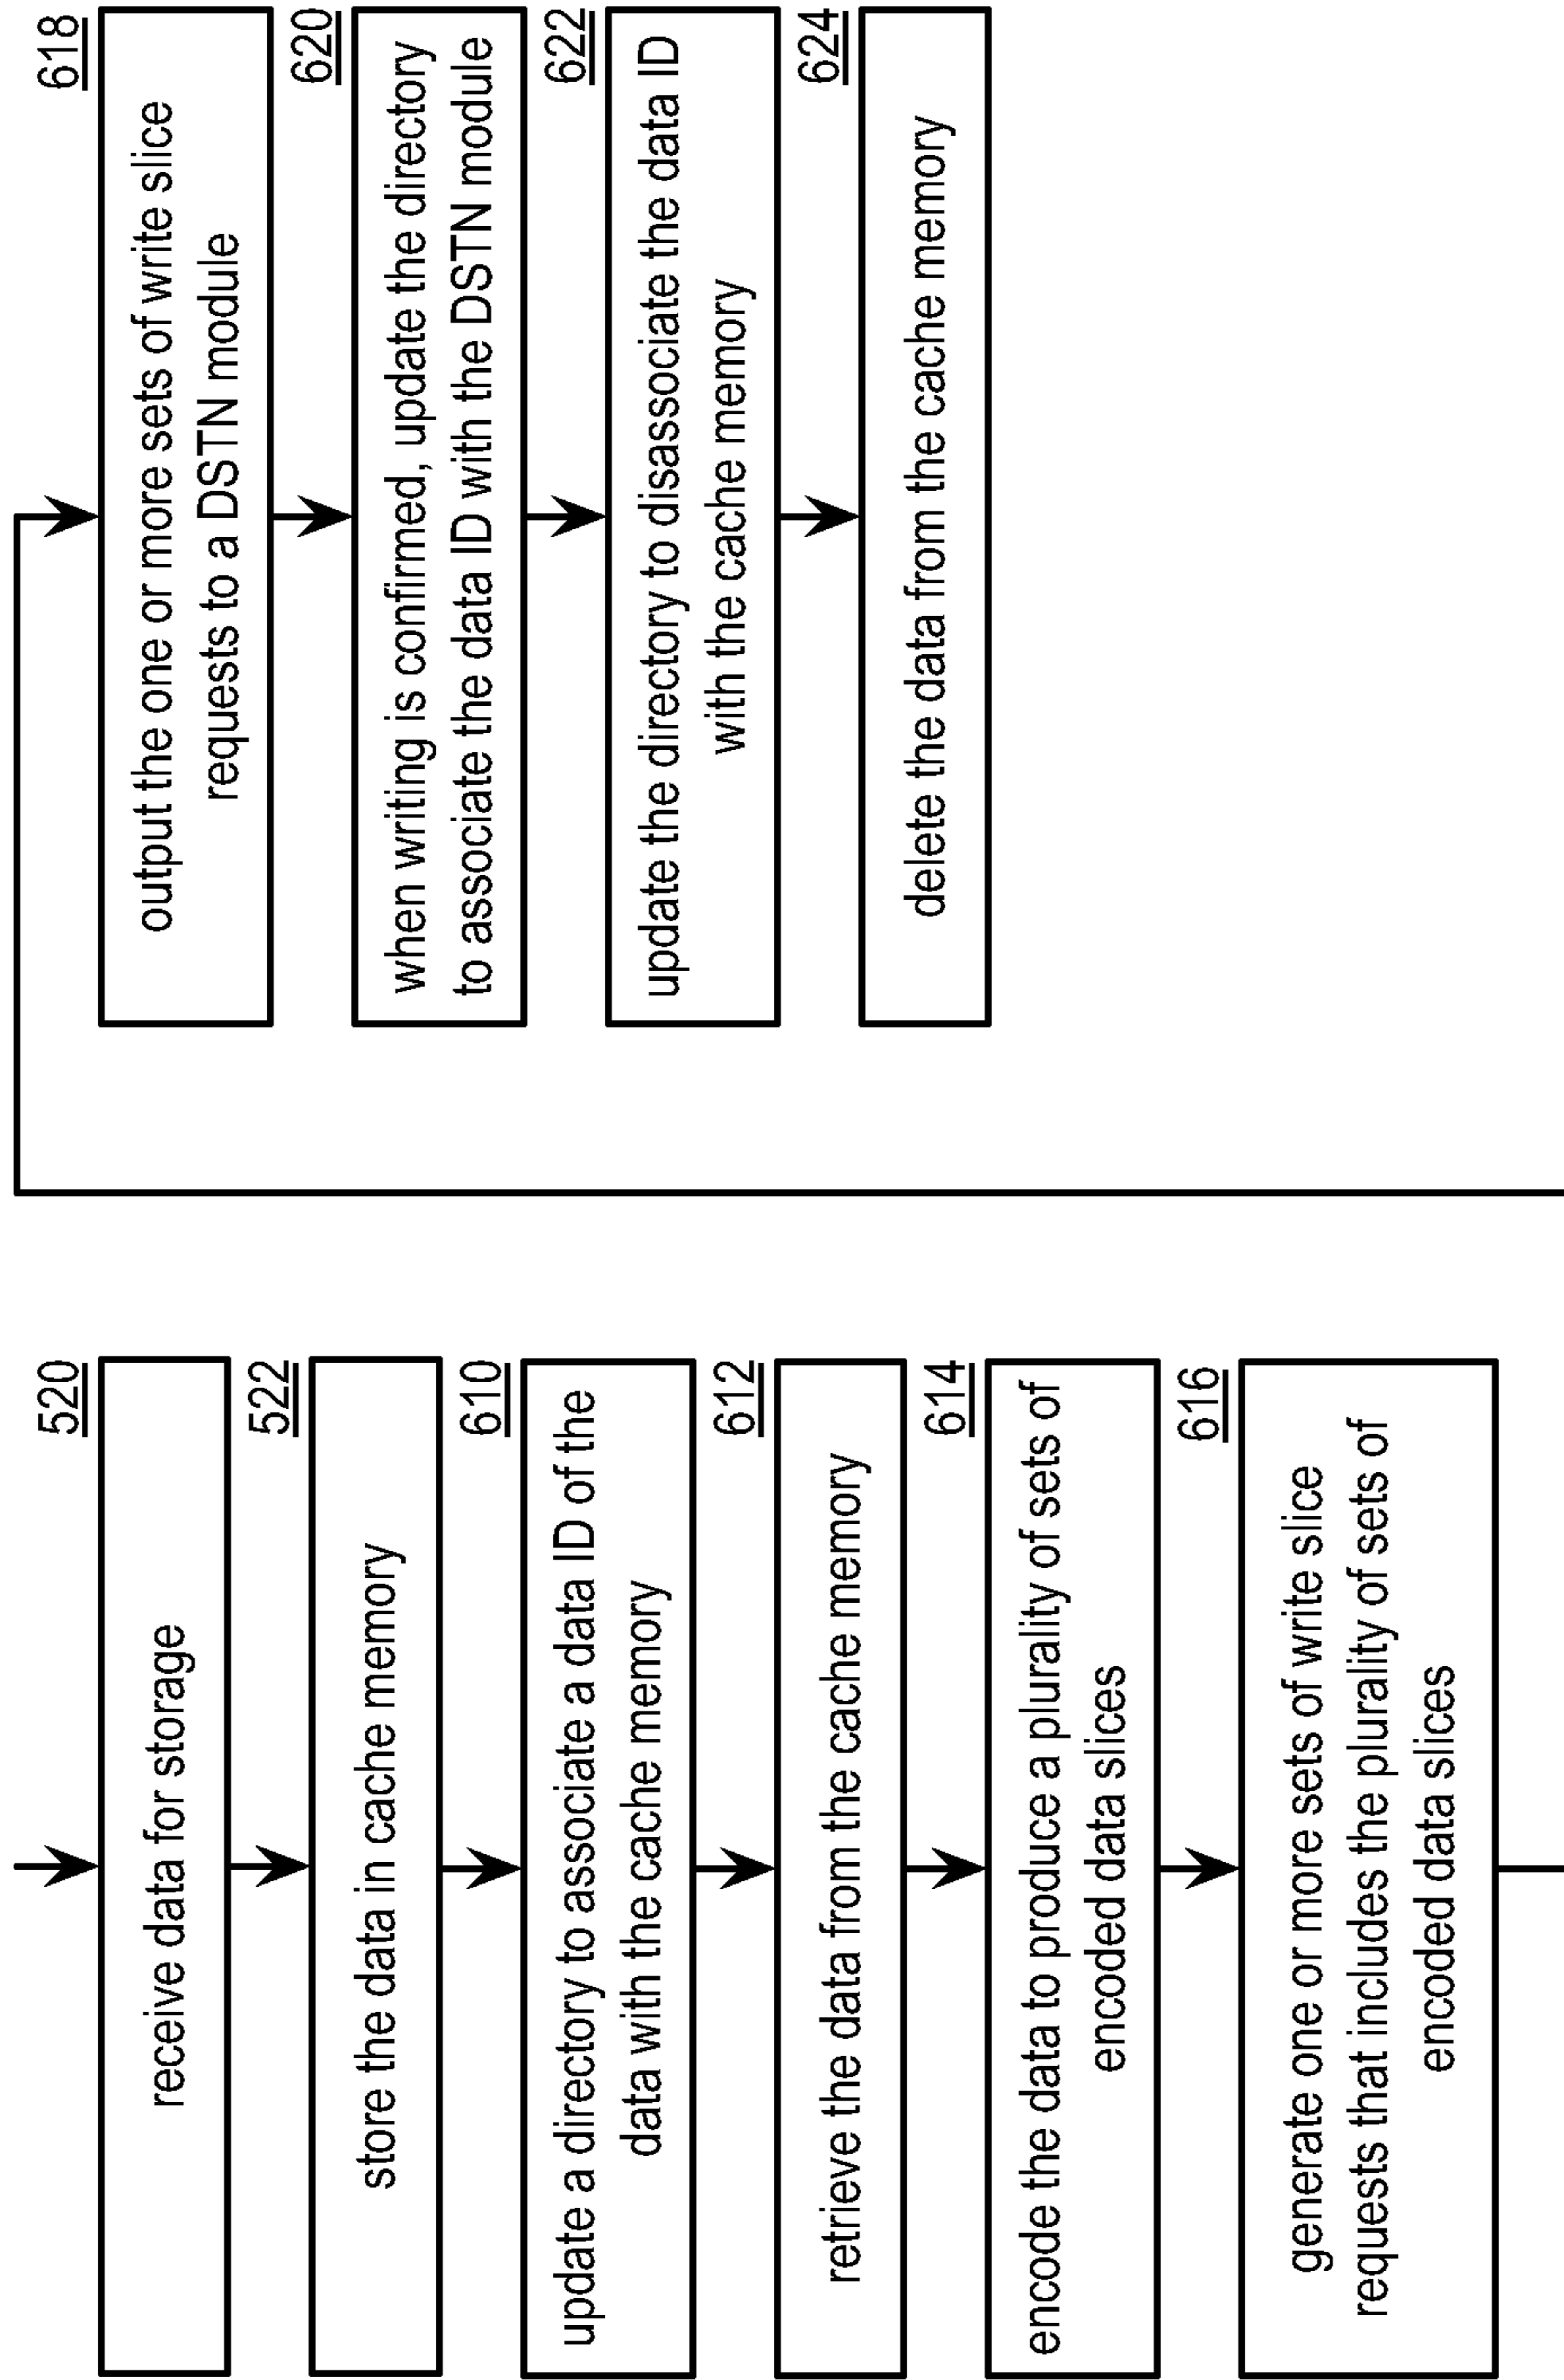 520
receive data for storage
522
store the data in cache memory
610
update a directory to associate a data ID of the
data with the cache memory
612
retrieve the data from the cache memory
614
encode the data to produce a plurality of sets of
encoded data slices
616
generate one or more sets of write slice
requests that includes the plurality of sets of
encoded data slices
618
output the one or more sets of write slice
requests to a DSTN module
620
when writing is confirmed, update the directory
to associate the data ID with the DSTN module
622
update the directory to disassociate the data ID
with the cache memory
624
delete the data from the cache memory